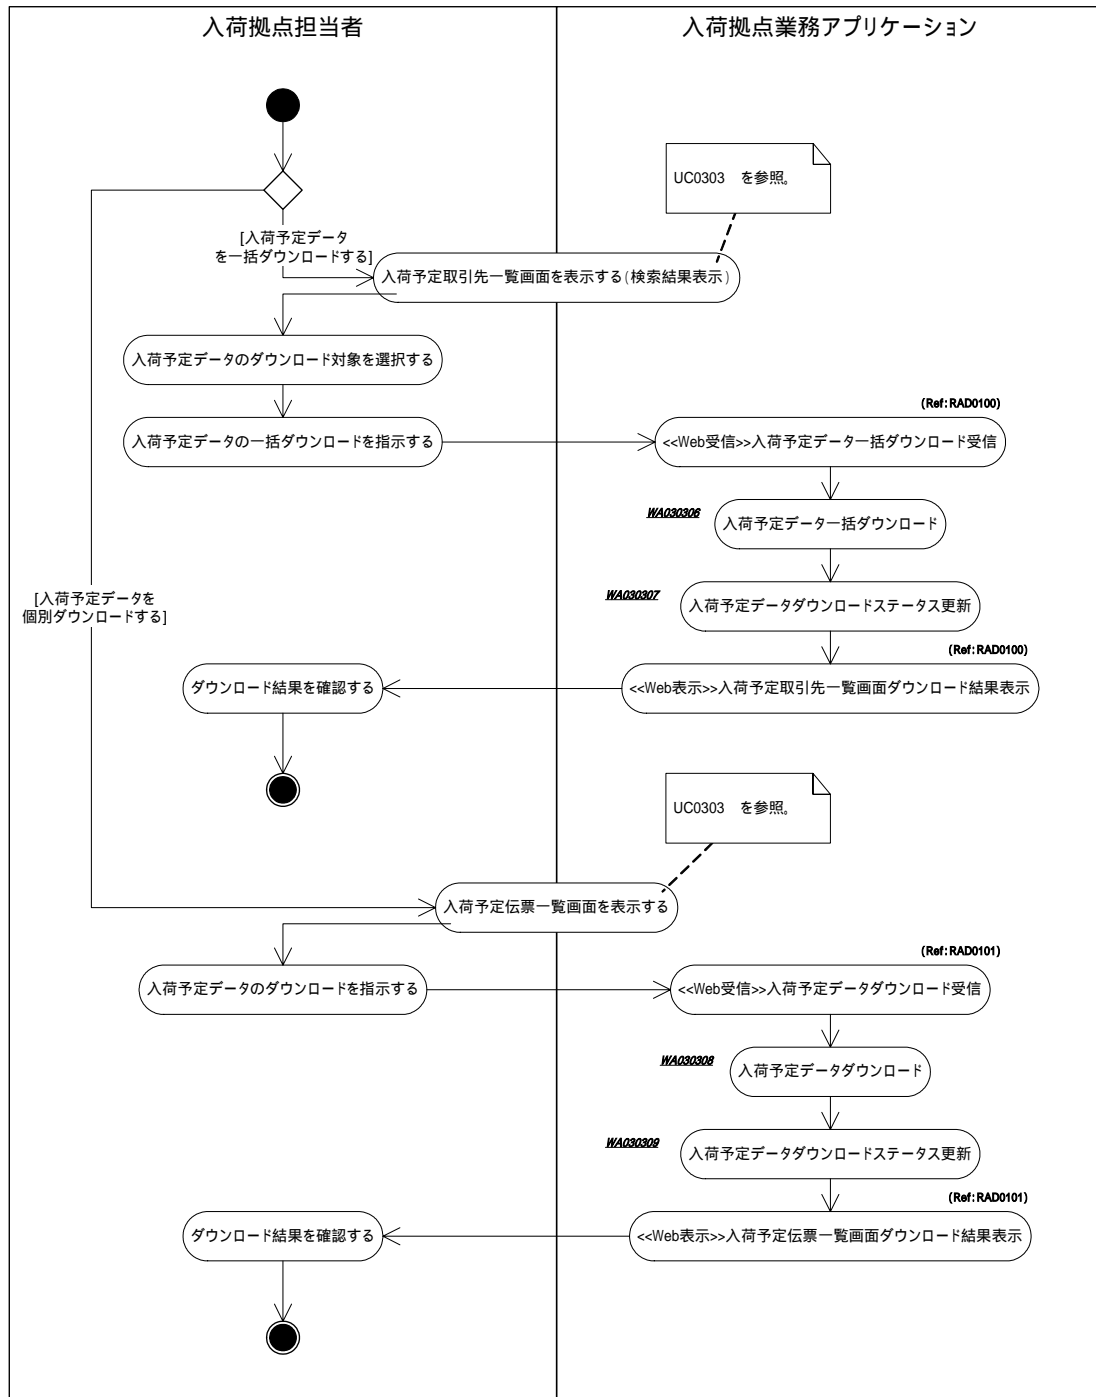 入荷拠点担当者
入荷拠点業務アプリケーション
UC0303　を参照。
[入荷予定データ
を一括ダウンロードする]
入荷予定取引先一覧画面を表示する(検索結果表示)
入荷予定データのダウンロード対象を選択する
(Ref:RAD0100)
入荷予定データの一括ダウンロードを指示する
<<Web受信>>入荷予定データ一括ダウンロード受信
WA030306
入荷予定データ一括ダウンロード
[入荷予定データを
個別ダウンロードする]
WA030307
入荷予定データダウンロードステータス更新
(Ref:RAD0100)
ダウンロード結果を確認する
<<Web表示>>入荷予定取引先一覧画面ダウンロード結果表示
UC0303　を参照。
入荷予定伝票一覧画面を表示する
(Ref:RAD0101)
入荷予定データのダウンロードを指示する
<<Web受信>>入荷予定データダウンロード受信
WA030308
入荷予定データダウンロード
WA030309
入荷予定データダウンロードステータス更新
(Ref:RAD0101)
ダウンロード結果を確認する
<<Web表示>>入荷予定伝票一覧画面ダウンロード結果表示